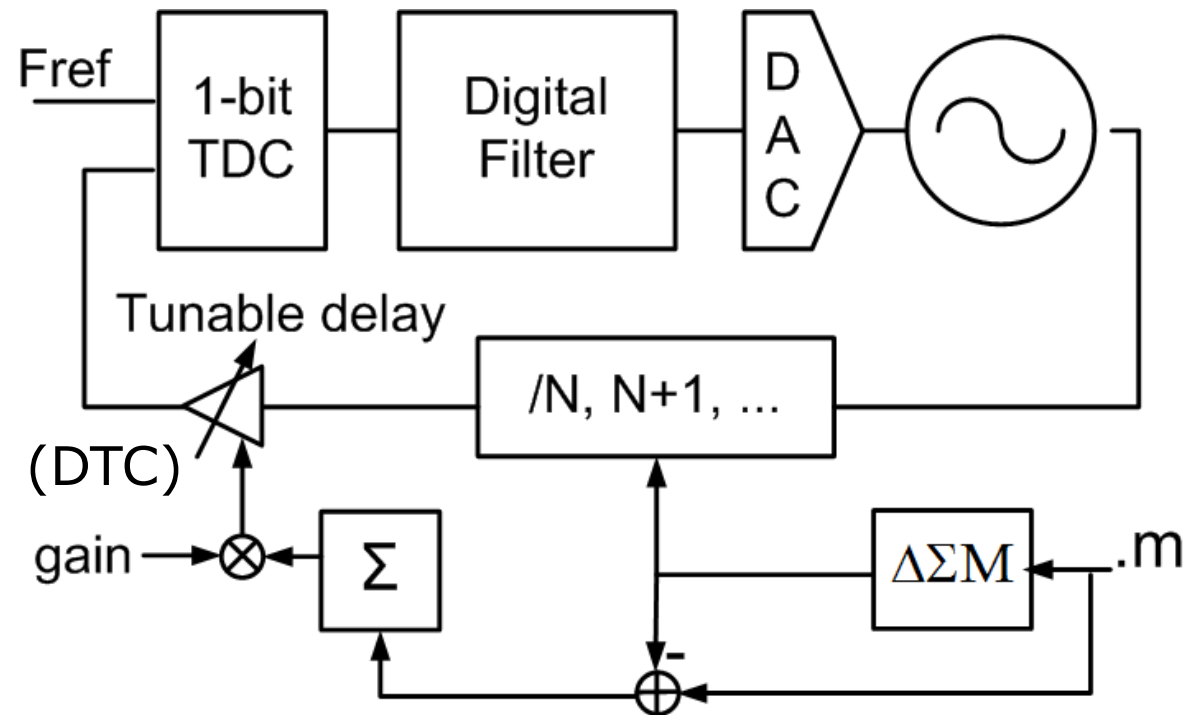 Fref
1-bit
TDC
Digital
Filter
D
A
C
Tunable delay
/N, N+1, ...
(DTC)
gain
Σ
ΔΣM
.m
-